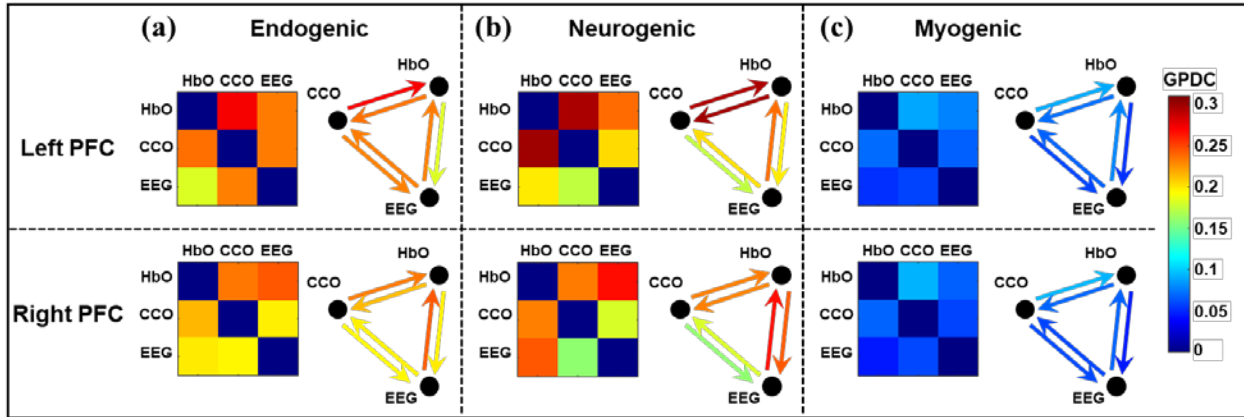 (a) Endogenic
(b) Neurogenic
(c) Myogenic
Left PFC
HbO CCO EEG
HbO
CCO
EEG
CCO
HbO
EEG
HbO CCO EEG
HbO
CCO
EEG
CCO
HbO
EEG
HbO CCO EEG
HbO
CCO
EEG
CCO
HbO
EEG
Right PFC
HbO CCO EEG
HbO
CCO
EEG
CCO
HbO
EEG
HbO CCO EEG
HbO
CCO
EEG
CCO
HbO
EEG
HbO CCO EEG
HbO
CCO
EEG
CCO
HbO
EEG
GPDC
0.3
0.25
0.2
0.15
0.1
0.05
0